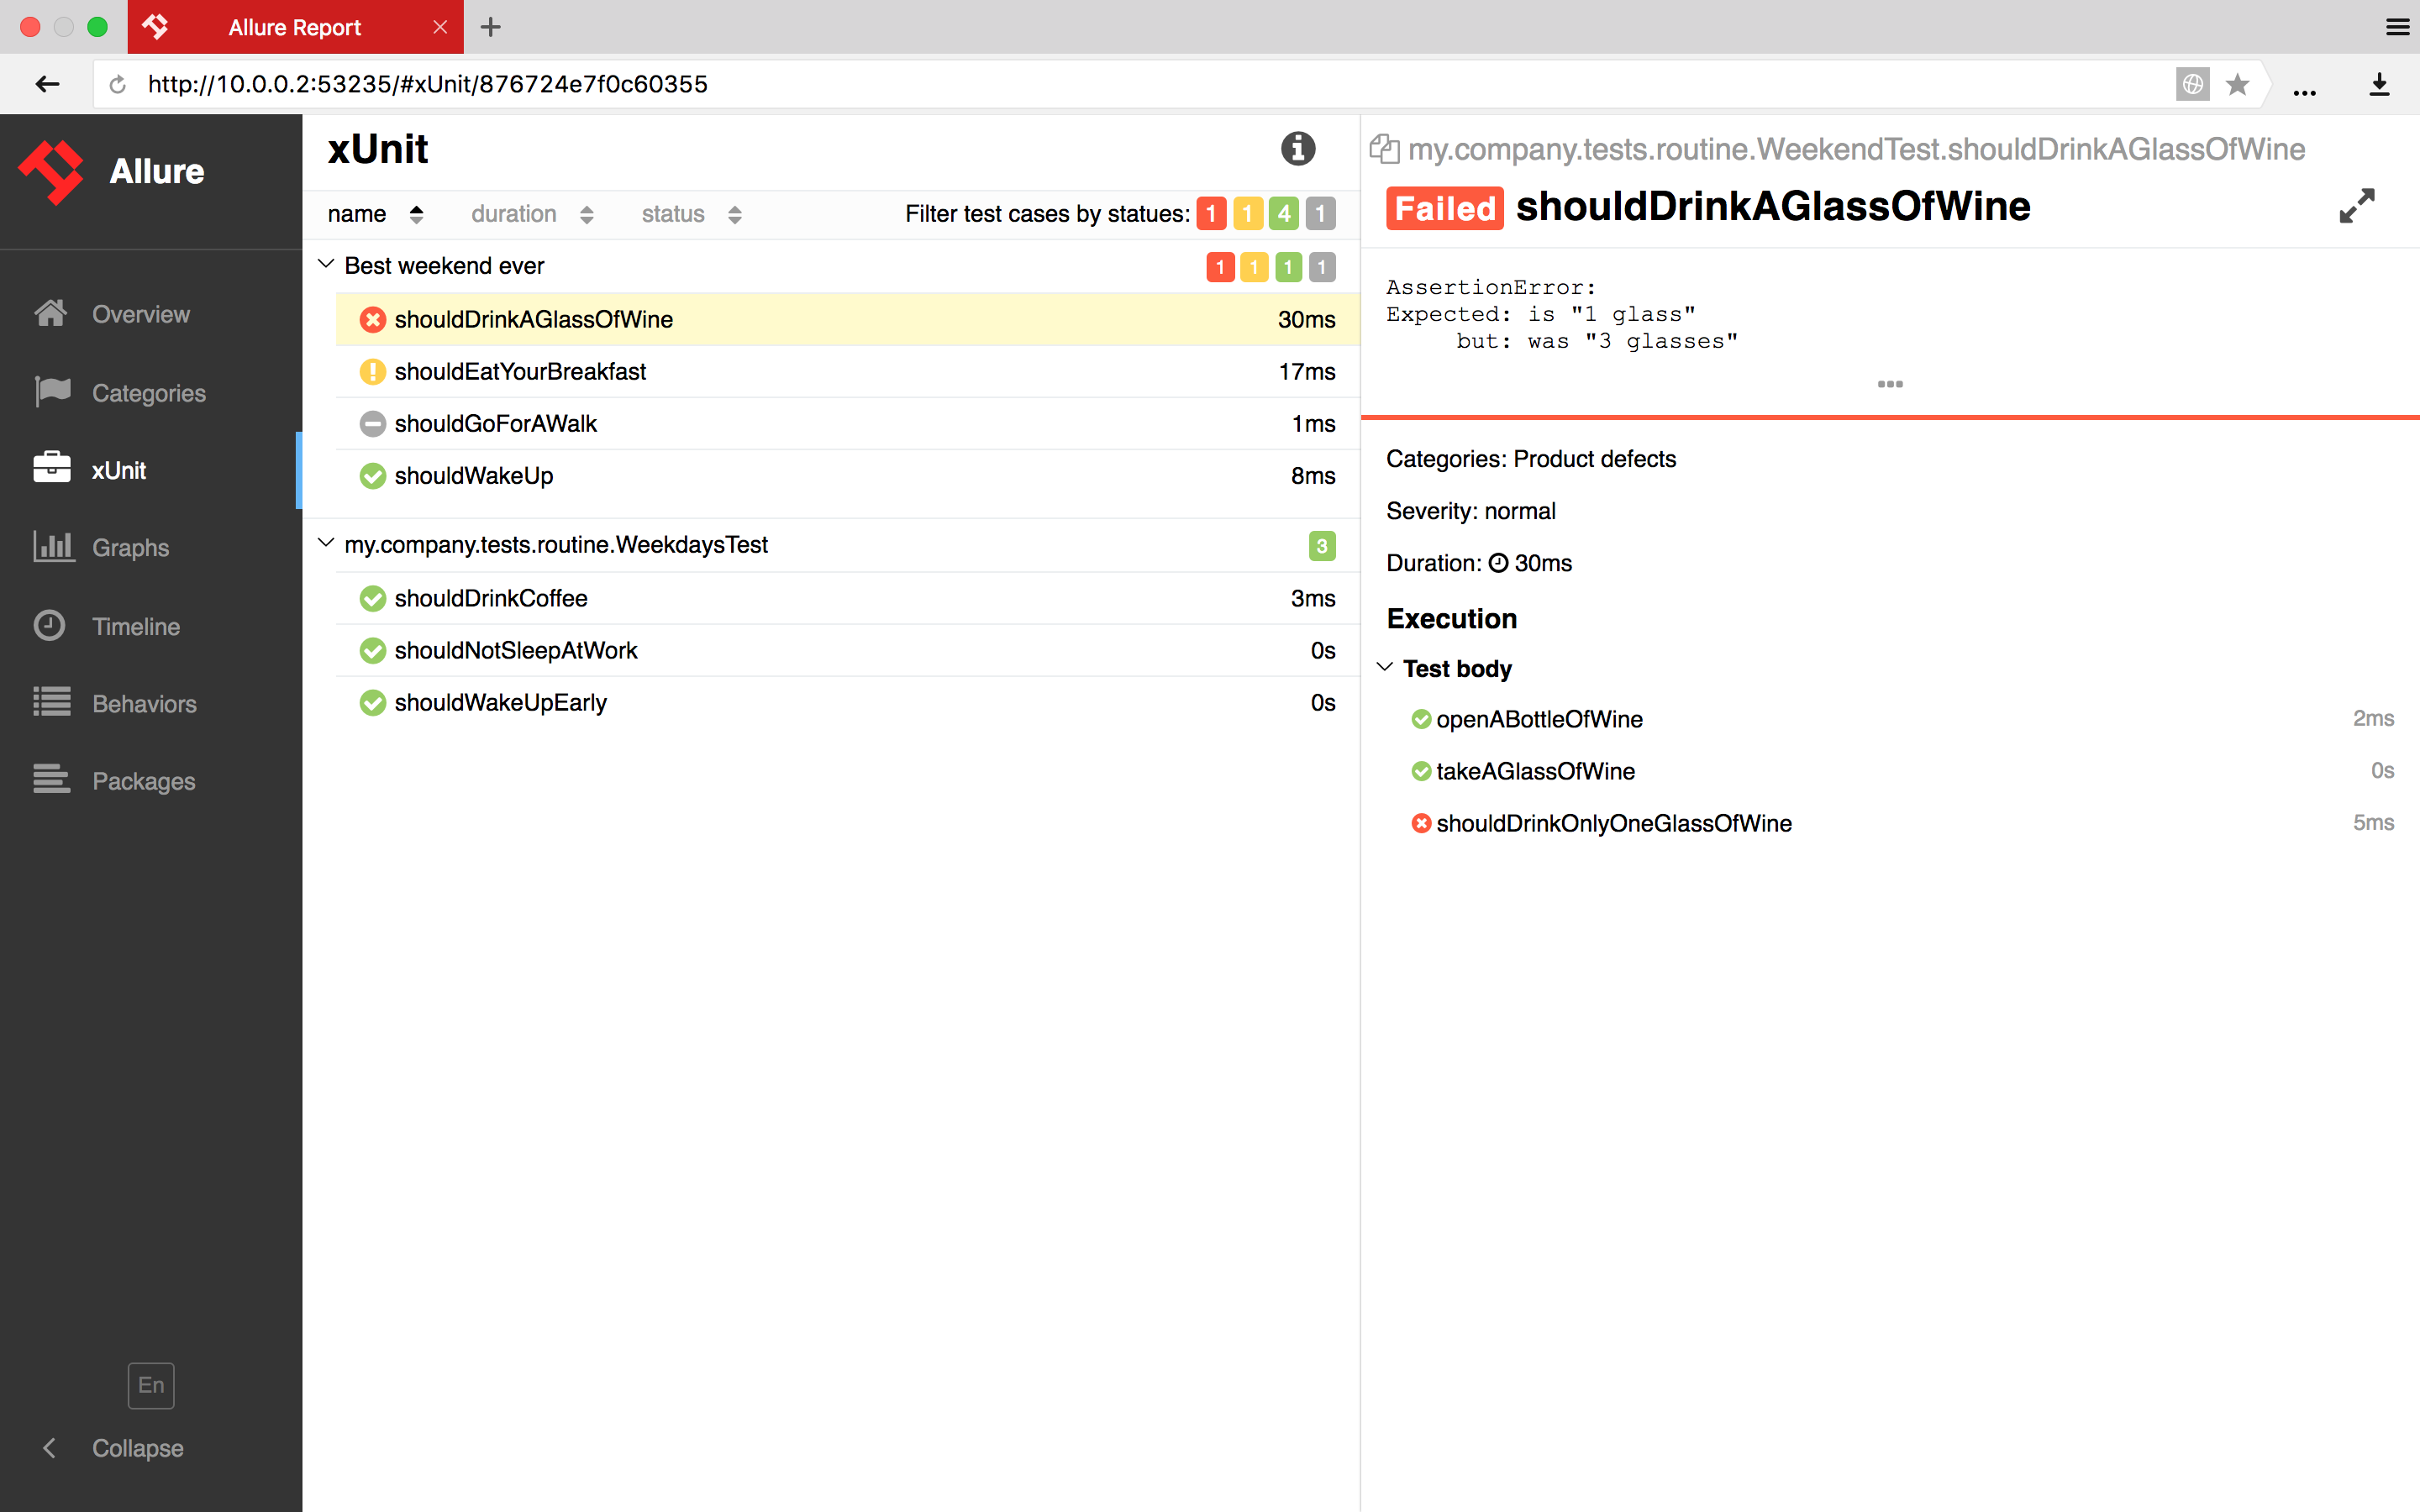 Allure Report
http://10.0.0.2:53235/#xUnit/876724e7f0c60355
Allure
Overview
Categories
xUnit
Graphs
Timeline
Behaviors
Packages
En
Collapse
xUnit
name duration status Filter test cases by statues: 1 1 4 1
Best weekend ever 1 1 1 1
shouldDrinkAGlassOfWine 30ms
shouldEatYourBreakfast 17ms
shouldGoForAWalk 1ms
shouldWakeUp 8ms
my.company.tests.routine.WeekdaysTest 3
shouldDrinkCoffee 3ms
shouldNotSleepAtWork 0s
shouldWakeUpEarly 0s
my.company.tests.routine.WeekendTest.shouldDrinkAGlassOfWine
Failed shouldDrinkAGlassOfWine
AssertionError:
Expected: is "1 glass"
but: was "3 glasses"
Categories: Product defects
Severity: normal
Duration: 30ms
Execution
Test body
openABottleOfWine 2ms
takeAGlassOfWine 0s
shouldDrinkOnlyOneGlassOfWine 5ms